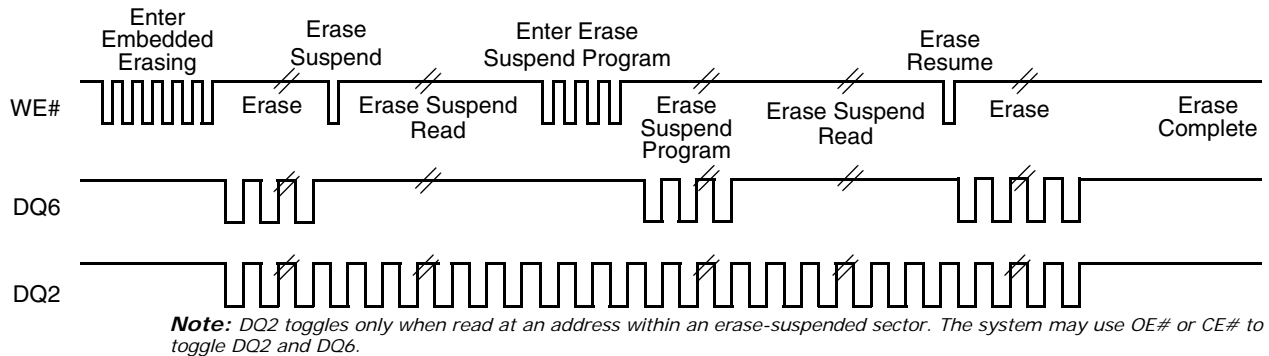 Enter
Embedded
Erasing
Erase
Suspend
Enter Erase
Suspend Program
Erase
Resume
WE#
Erase
Erase Suspend
Read
Erase
Suspend
Program
Erase Suspend
Read
Erase
Erase
Complete
DQ6
DQ2
Note: DQ2 toggles only when read at an address within an erase-suspended sector. The system may use OE# or CE# to
toggle DQ2 and DQ6.